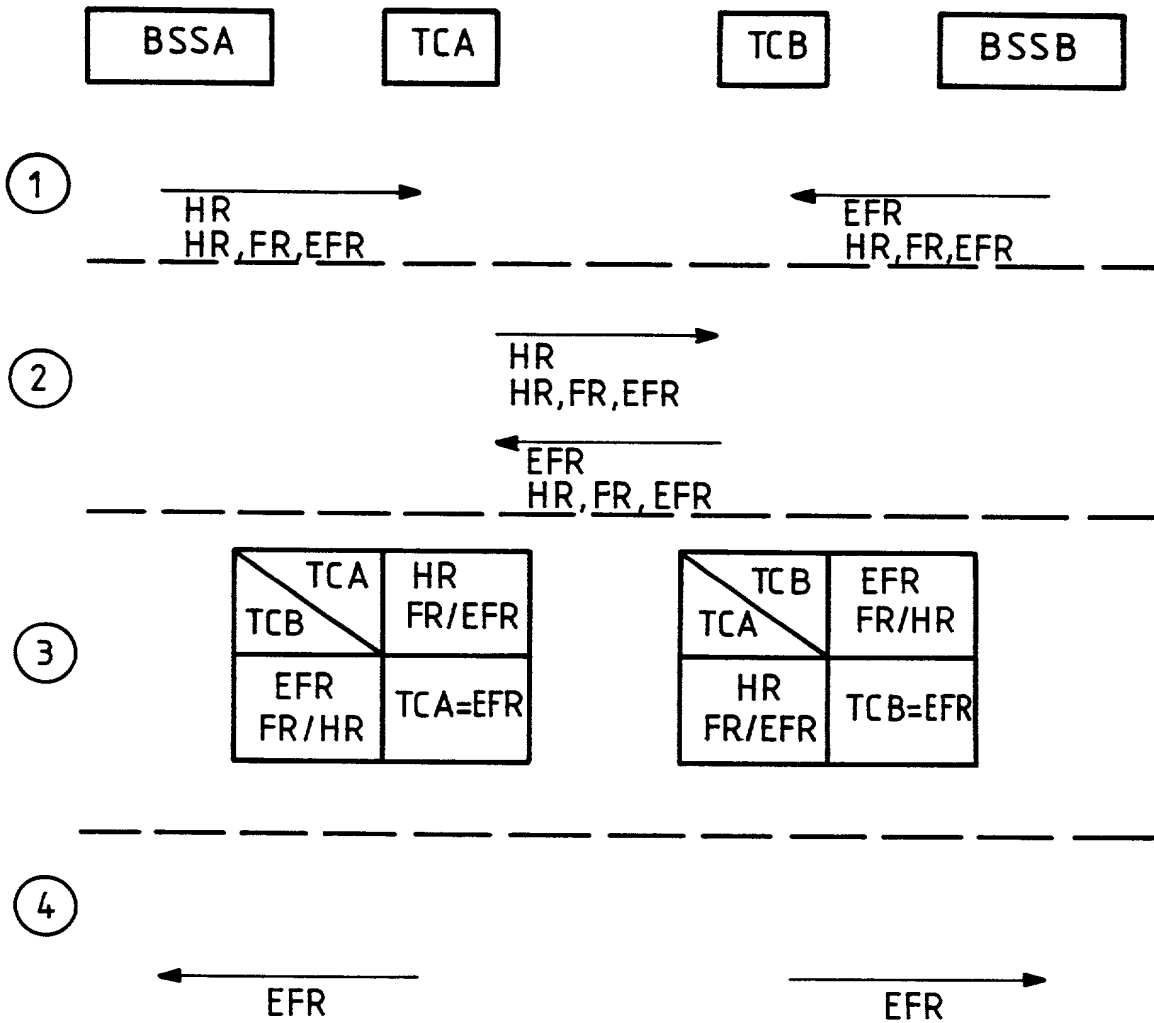 BSSA
TCA
TCB
BSSB
1
HR
HR,FR,EFR
EFR
HR,FR,EFR
2
HR
HR,FR,EFR
EFR
HR,FR,EFR
3
TCA
TCB
HR
FR/EFR
EFR
FR/HR
TCA=EFR
TCB
TCA
EFR
FR/HR
HR
FR/EFR
TCB=EFR
4
EFR
EFR